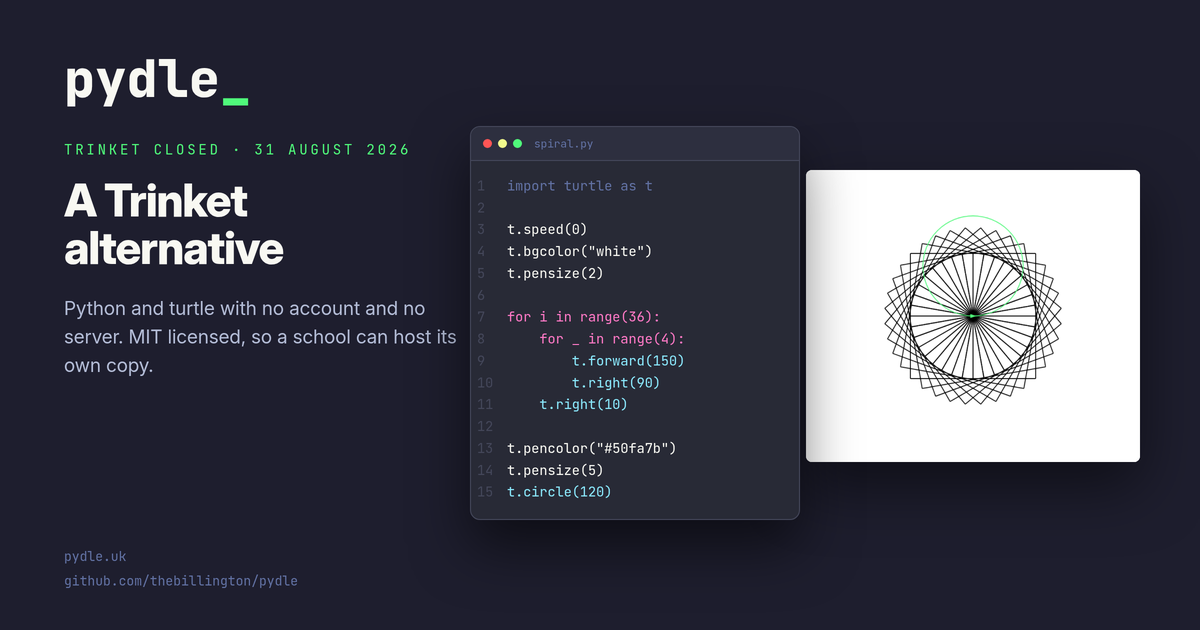 pydle_
TRINKET CLOSED · 31 AUGUST 2026
A Trinket
alternative
Python and turtle with no account and no
server. MIT licensed, so a school can host its
own copy.
pydle.uk
github.com/thebillington/pydle
spiral.py
1 import turtle as t
2
3 t.speed(0)
4 t.bgcolor("white")
5 t.pensize(2)
6
7 for i in range(36):
8     for _ in range(4):
9         t.forward(150)
10         t.right(90)
11     t.right(10)
12
13 t.pencolor("#50fa7b")
14 t.pensize(5)
15 t.circle(120)